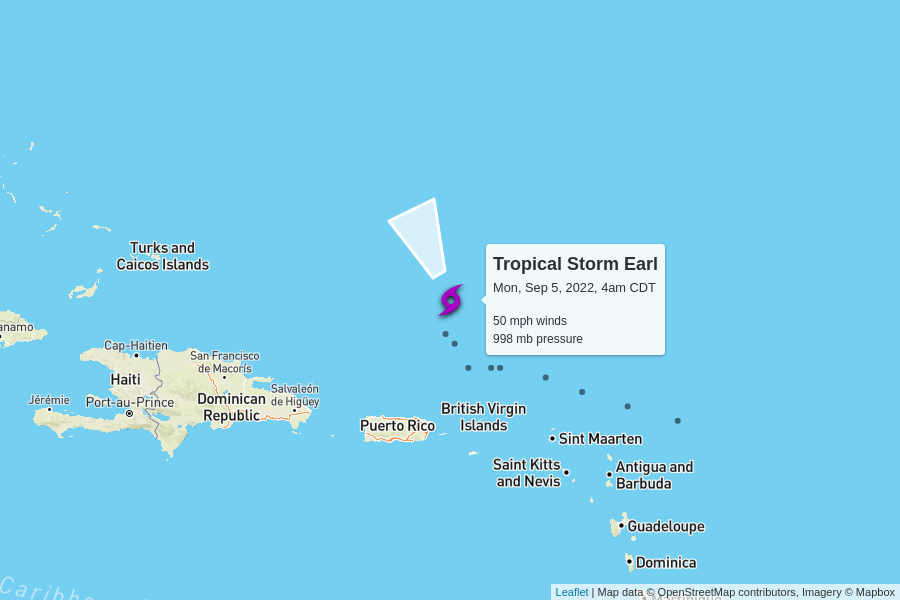 Turks and
Caicos Islands
Tropical Storm Earl
Mon, Sep 5, 2022, 4am CDT
50 mph winds
998 mb pressure
anamo
Cap-Haitien
San Francisco
de Macorís
Haiti
Salvaleón
de Higüey
Jérémie
Port-au-Prince
Dominican
Republic
Puerto Rico
British Virgin
Islands
Sint Maarten
Saint Kitts
and Nevis
Antigua and
Barbuda
Guadeloupe
Dominica
Caribb
Martinique
Leaflet | Map data © OpenStreetMap contributors, Imagery © Mapbox